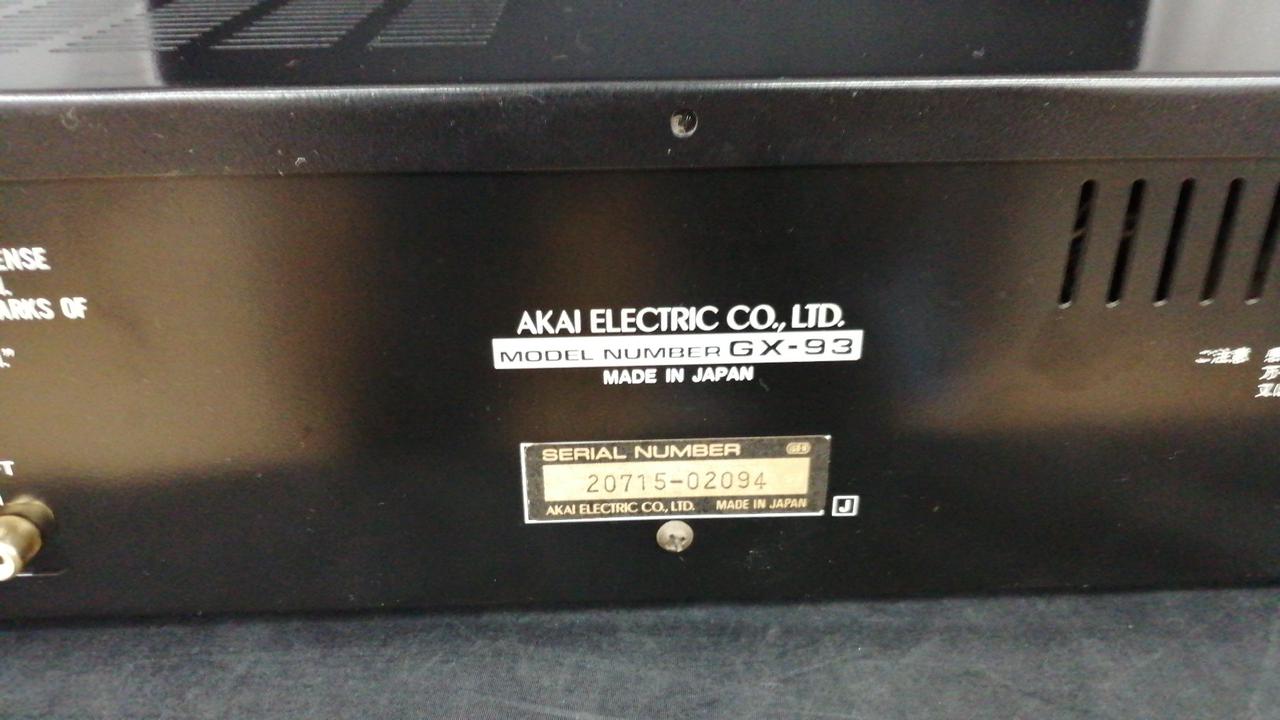 ENSE
ARKS OF
AKAI ELECTRIC CO., LTD.
MODEL NUMBER GX-93
MADE IN JAPAN
ご注意
SERIAL NUMBER
20715-02094
AKAI ELECTRIC CO., LTD. MADE IN JAPAN
J